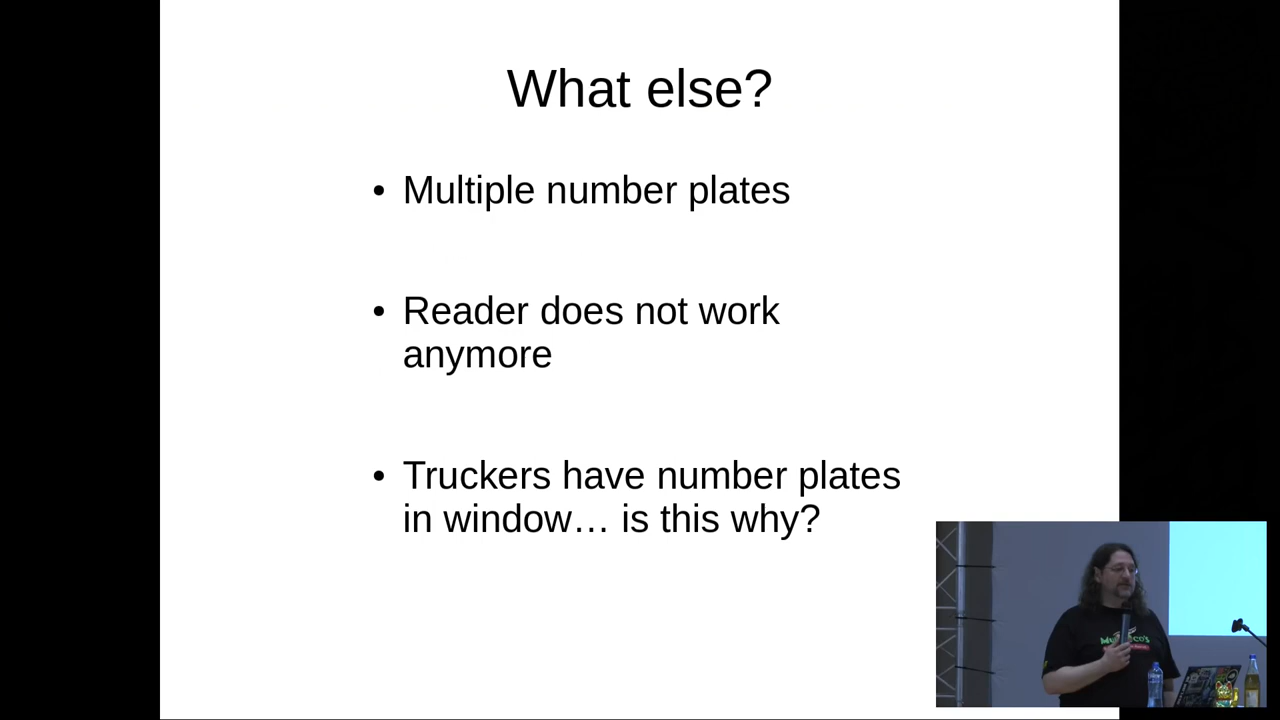 What else?
• Multiple number plates
• Reader does not work
anymore
• Truckers have number plates
in window… is this why?